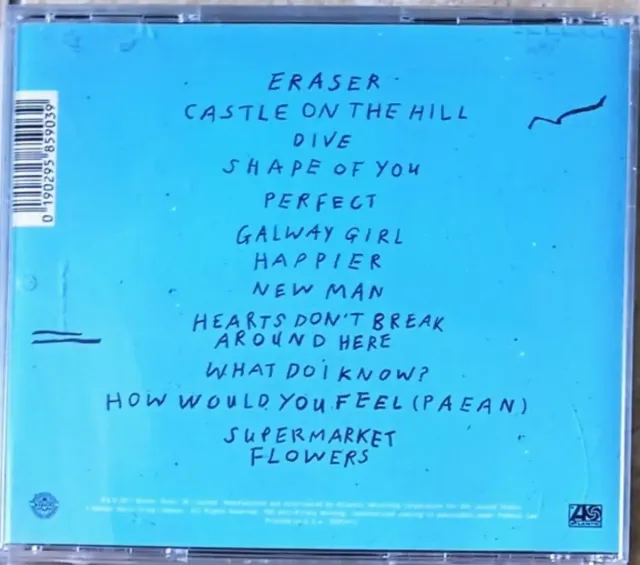 ERASER
CASTLE ON THE HILL
DIVE
SHAPE OF YOU
PERFECT
GALWAY GIRL
HAPPIER
NEW MAN
HEARTS DON'T BREAK
AROUND HERE
WHAT DO I KNOW?
HOW WOULD YOU FEEL (PAEAN)
SUPERMARKET
FLOWERS
0 190295 859039
ATLANTIC